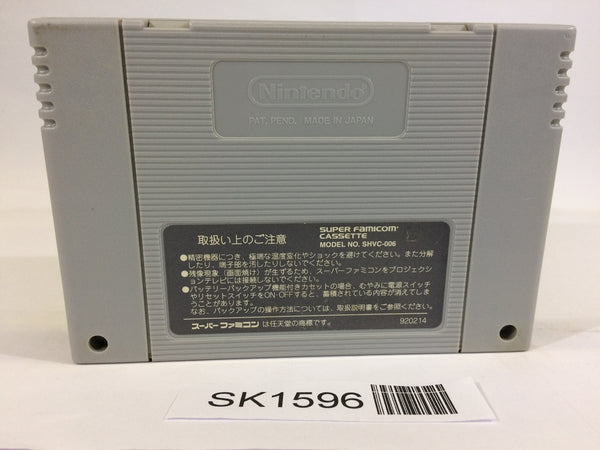 Nintendo
PAT. PEND. MADE IN JAPAN
取扱い上のご注意
SUPER FAMICOM
CASSETTE
MODEL NO. SHVC-006
●精密機器につき、極端な温度変化やショックを避けてください。また分解
したり、端子部を汚したりしないでください。
●残像現象（画面焼け）が生ずるため、スーパーファミコンをプロジェクシ
ョンテレビには接続しないでください。
●バッテリーバックアップ機能付きカセットの場合、むやみに電源スイッチ
やリセットスイッチをON・OFFすると、蓄積されている内容が消えてしま
うことがあります。
なお、バックアップの操作方法については、取扱説明書をご参照ください。
スーパーファミコン は任天堂の商標です。
920214
SK1596